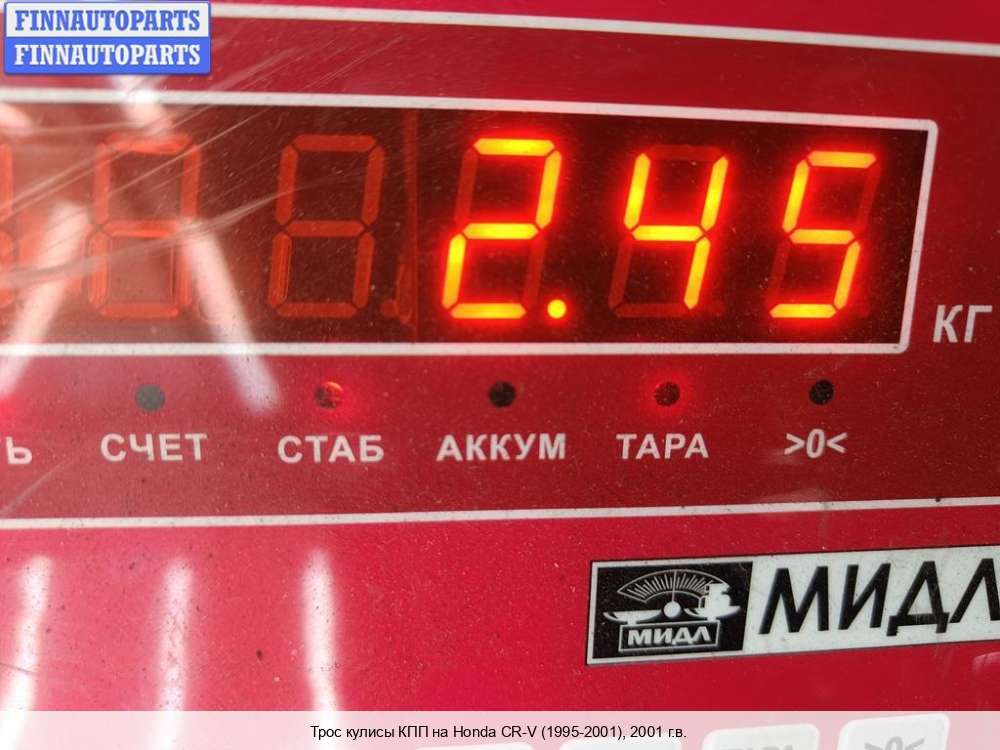 FINNAUTOPARTS
FINNAUTOPARTS
2.45
КГ
СЧЕТ СТАБ АККУМ ТАРА >0<
МИДЛ
МИДЛ
Трос кулисы КПП на Honda CR-V (1995-2001), 2001 г.в.